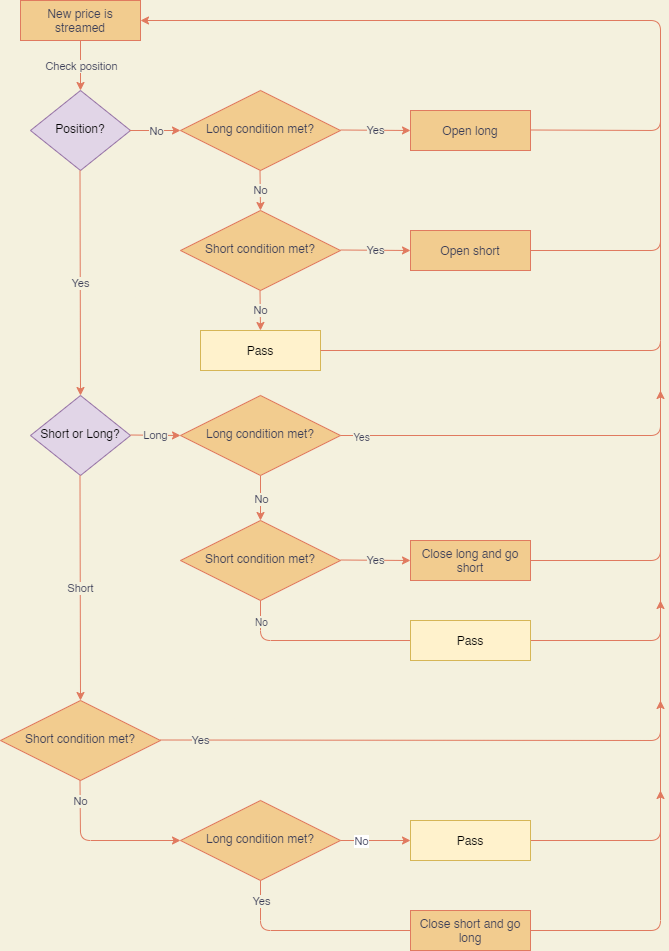 New price is
streamed
Check position
Position?
No
Long condition met?
Yes
Open long
No
Short condition met?
Yes
Open short
Yes
No
Pass
Short or Long?
Long
Long condition met?
Yes
No
Short condition met?
Yes
Close long and go
short
Short
No
Pass
Short condition met?
Yes
No
Long condition met?
No
Pass
Yes
Close short and go
long